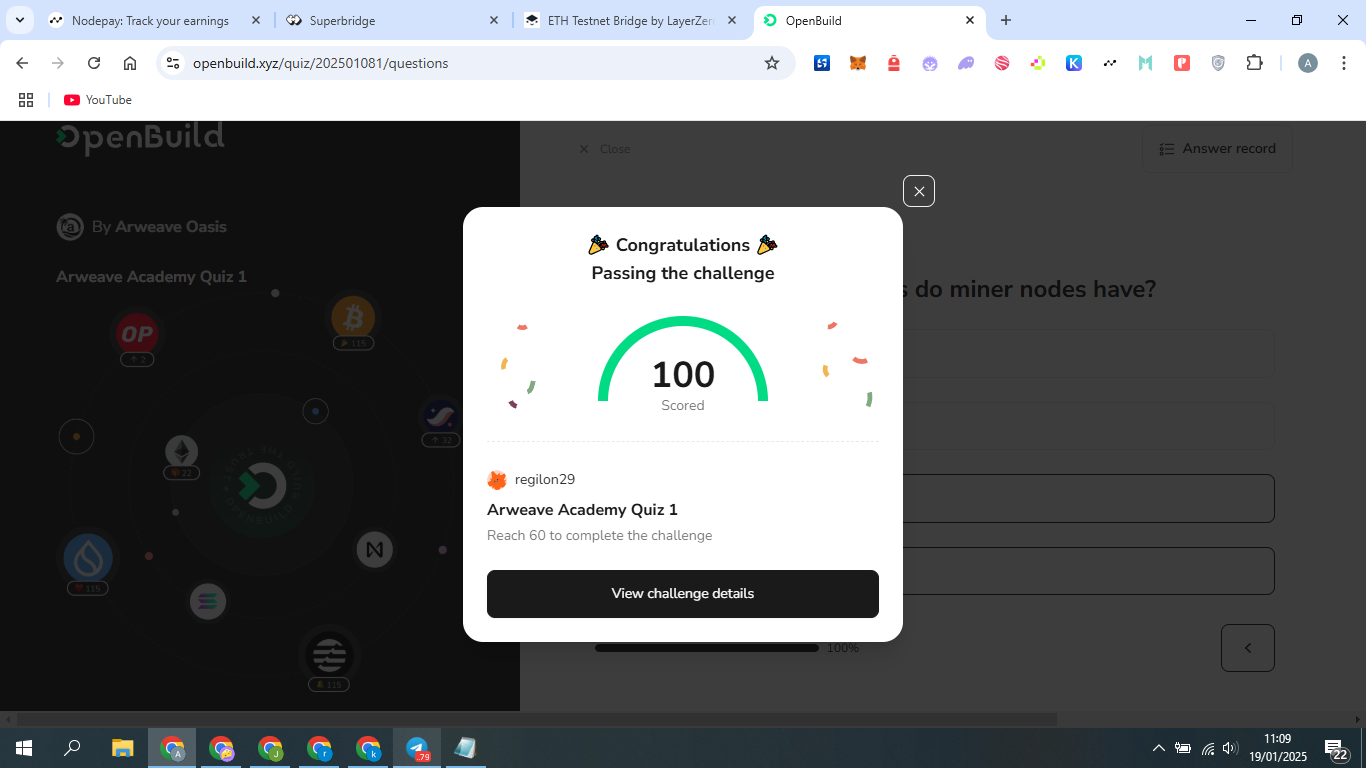 Nodepay: Track your earnings
Superbridge
ETH Testnet Bridge by LayerZer
OpenBuild
openbuild.xyz/quiz/202501081/questions
A
YouTube
OpenBuild
Close
Answer record
By Arweave Oasis
Arweave Academy Quiz 1
Congratulations
Passing the challenge
s do miner nodes have?
OP
2
115
100
Scored
32
22
regilon29
Arweave Academy Quiz 1
Reach 60 to complete the challenge
115
View challenge details
100%
115
A
J
r
k
.79
11:09
19/01/2025
22